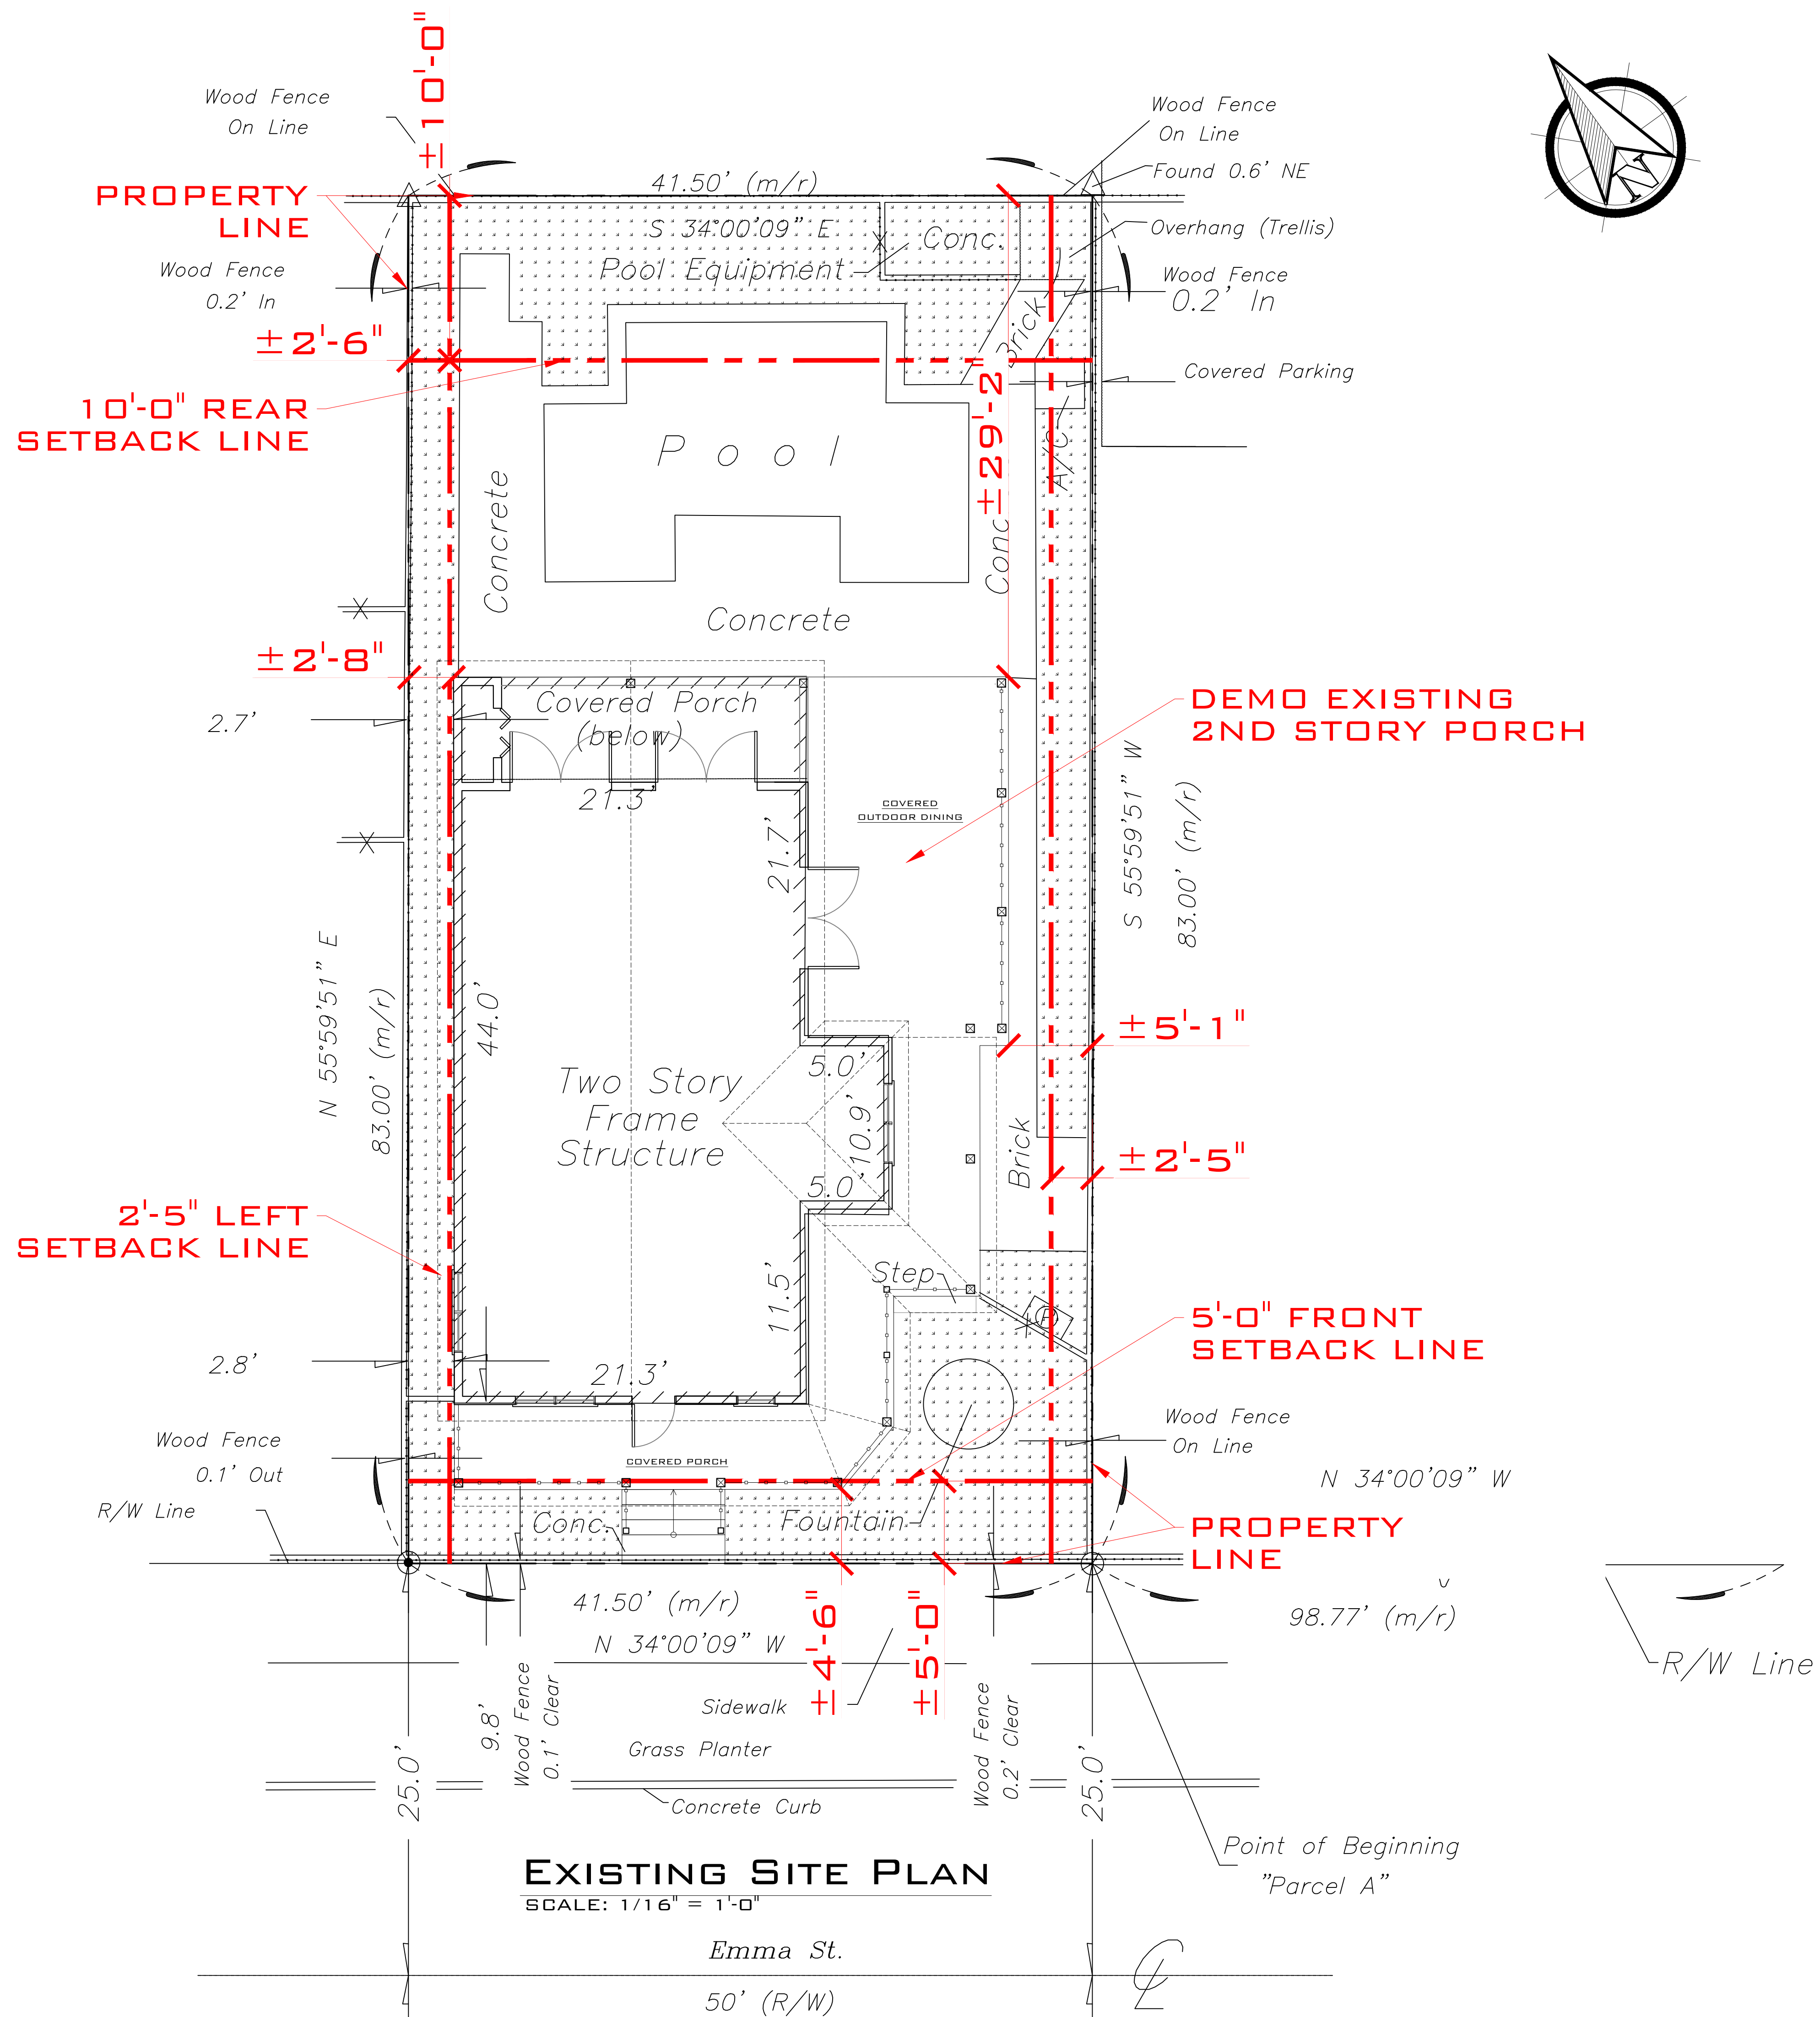 ±10'-0"
Wood Fence
On Line
Wood Fence
On Line
Found 0.6' NE
N
PROPERTY
LINE
41.50' (m/r)
S 34°00'09" E
Conc.
Overhang (Trellis)
Pool Equipment
Wood Fence
0.2' In
Wood Fence
0.2' In
Brick
±2'-6"
Covered Parking
10'-0" REAR
SETBACK LINE
±29'-2"
A/C
Pool
Concrete
Conc
Concrete
±2'-8"
2.7'
Covered Porch
(below)
21.3'
DEMO EXISTING
2ND STORY PORCH
COVERED
OUTDOOR DINING
21.7'
S 55°59'51" W
83.00' (m/r)
N 55°59'51" E
83.00' (m/r)
44.0'
±5'-1"
5.0'
Two Story
Frame
Structure
10.9'
5.0'
Brick
±2'-5"
2'-5" LEFT
SETBACK LINE
11.5'
Step
P
5'-0" FRONT
SETBACK LINE
2.8'
21.3'
Wood Fence
On Line
Wood Fence
0.1' Out
COVERED PORCH
N 34°00'09" W
R/W Line
Conc.
Fountain
PROPERTY
LINE
41.50' (m/r)
N 34°00'09" W
±4'-6"
±5'-0"
98.77' (m/r)
R/W Line
9.8'
Wood Fence
0.1' Clear
Sidewalk
Wood Fence
0.2' Clear
Grass Planter
25.0'
25.0'
Concrete Curb
Point of Beginning
"Parcel A"
EXISTING SITE PLAN
SCALE: 1/16" = 1'-0"
Emma St.
50' (R/W)